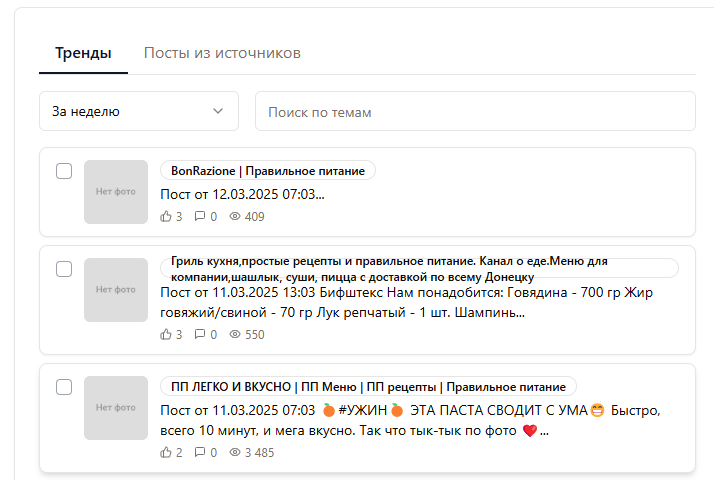 Тренды Посты из источников
За неделю Поиск по темам
BonRazione | Правильное питание
Нет фото
Пост от 12.03.2025 07:03...
3 0 409
Гриль кухня,простые рецепты и правильное питание. Канал о еде.Меню для
компании,шашлык, суши, пицца с доставкой по всему Донецку
Нет фото
Пост от 11.03.2025 13:03 Бифштекс Нам понадобится: Говядина - 700 гр Жир
говяжий/свиной - 70 гр Лук репчатый - 1 шт. Шампинь...
3 0 550
ПП ЛЕГКО И ВКУСНО | ПП Меню | ПП рецепты | Правильное питание
Нет фото
Пост от 11.03.2025 07:03 🍊#УЖИН🍊 ЭТА ПАСТА СВОДИТ С УМА😁 Быстро,
всего 10 минут, и мега вкусно. Так что тык-тык по фото ❤️...
2 0 3 485